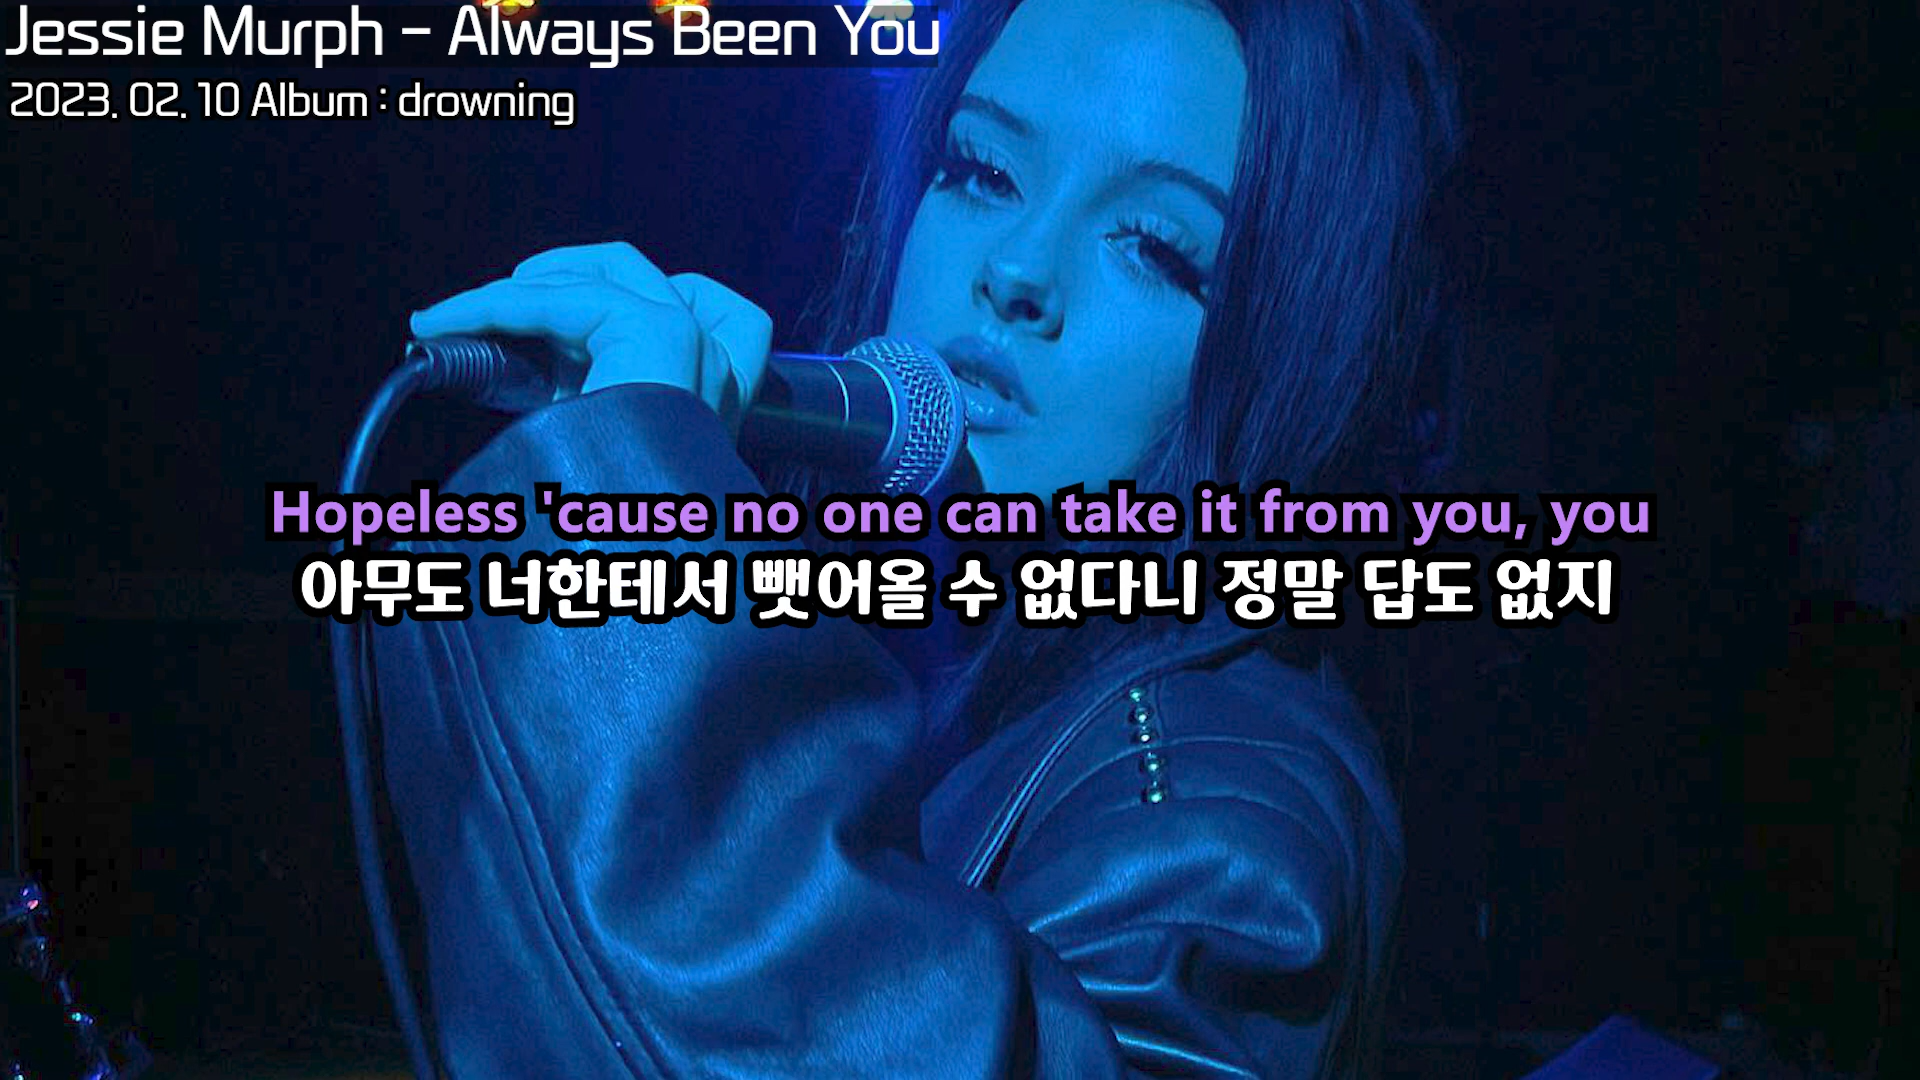 Jessie Murph - Always Been You
2023. 02. 10 Album : drowning
Hopeless 'cause no one can take it from you, you
아무도 너한테서 뺏어올 수 없다니 정말 답도 없지